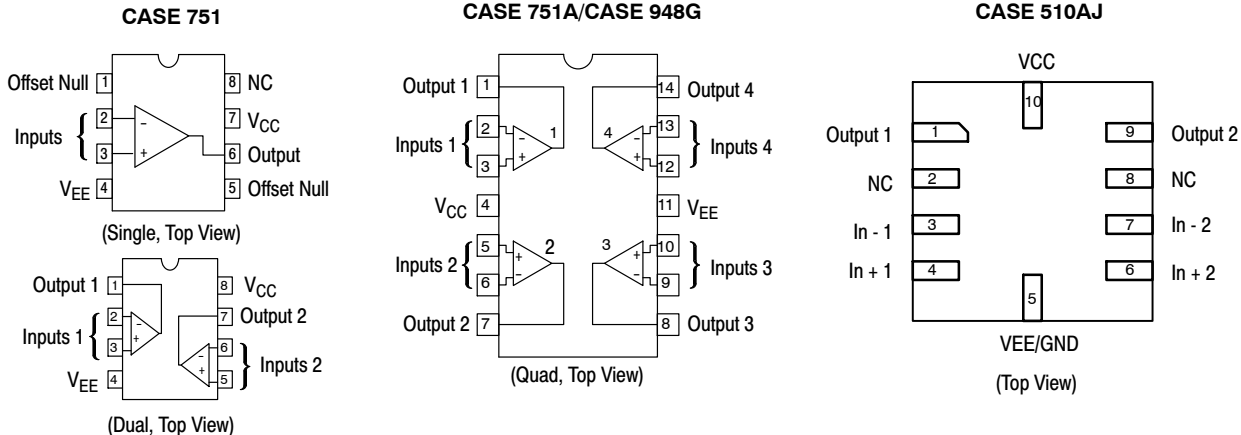 CASE 751
Offset Null 1 8 NC
Inputs 2 - 7 VCC
3 + 6 Output
VEE 4 5 Offset Null
(Single, Top View)
Output 1 1 8 VCC
Inputs 1 2 - 7 Output 2
3 + - 6 Inputs 2
VEE 4 + 5
(Dual, Top View)
CASE 751A/CASE 948G
Output 1 1 14 Output 4
Inputs 1 2 - 1 4 - 13 Inputs 4
3 + + 12
VCC 4 11 VEE
Inputs 2 5 + 2 3 + 10 Inputs 3
6 - - 9
Output 2 7 8 Output 3
(Quad, Top View)
CASE 510AJ
VCC
10
Output 1 1 9 Output 2
NC 2 8 NC
In - 1 3 7 In - 2
In + 1 4 6 In + 2
5
VEE/GND
(Top View)